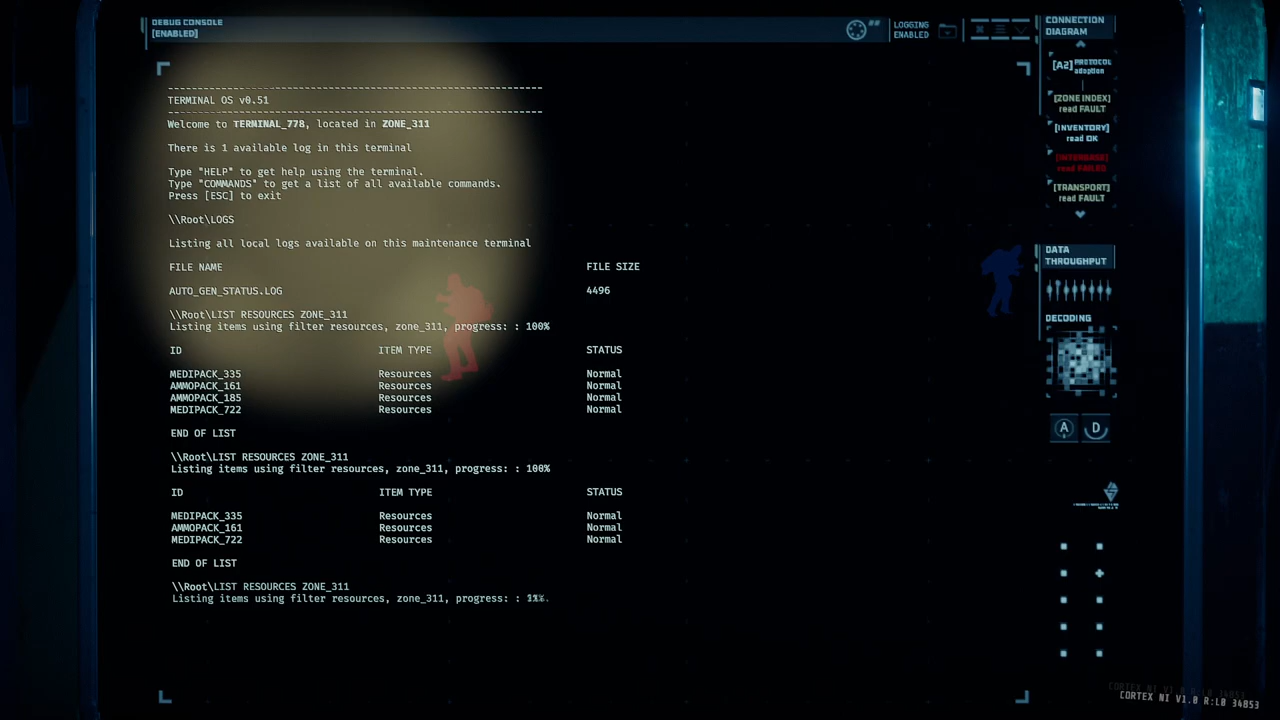 DEBUG CONSOLE
[ENABLED]
LOGGING
ENABLED
--------------------------------------------------------------
TERMINAL OS v0.51
--------------------------------------------------------------
Welcome to TERMINAL_778, located in ZONE_311
There is 1 available log in this terminal
Type "HELP" to get help using the terminal.
Type "COMMANDS" to get a list of all available commands.
Press [ESC] to exit
\\Root\LOGS
Listing all local logs available on this maintenance terminal
FILE NAME FILE SIZE
AUTO_GEN_STATUS.LOG 4496
\\Root\LIST RESOURCES ZONE_311
Listing items using filter resources, zone_311, progress: : 100%
ID ITEM TYPE STATUS
MEDIPACK_335 Resources Normal
AMMOPACK_161 Resources Normal
AMMOPACK_185 Resources Normal
MEDIPACK_722 Resources Normal
END OF LIST
\\Root\LIST RESOURCES ZONE_311
Listing items using filter resources, zone_311, progress: : 100%
ID ITEM TYPE STATUS
MEDIPACK_335 Resources Normal
AMMOPACK_161 Resources Normal
MEDIPACK_722 Resources Normal
END OF LIST
\\Root\LIST RESOURCES ZONE_311
Listing items using filter resources, zone_311, progress: :
CONNECTION
DIAGRAM
[A2] PROTOCOL
adoption
[ZONE INDEX]
read FAULT
[INVENTORY]
read OK
read FAILED
[TRANSPORT]
read FAULT
DATA
THROUGHPUT
DECODING
A D
CORTEX NI V1.0 R:L0 34853